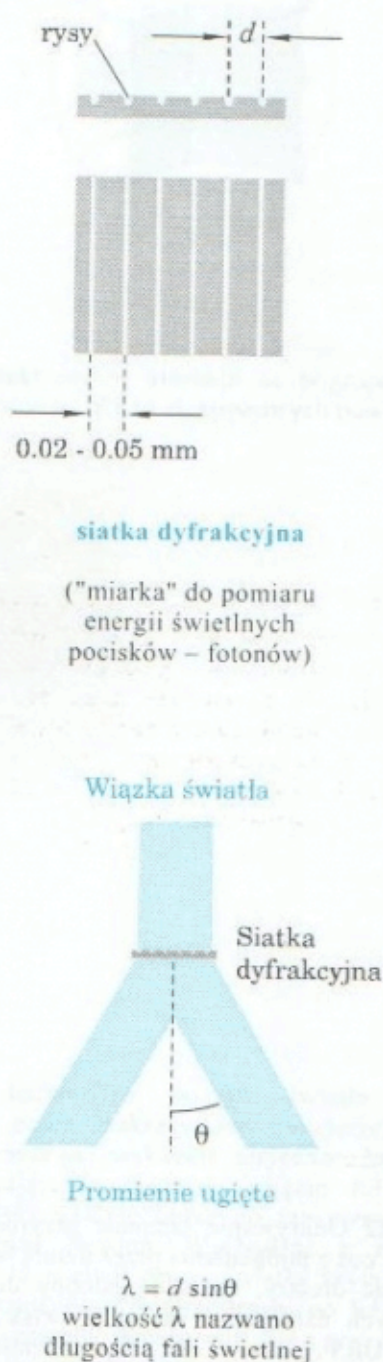 rysy
d
0.02 - 0.05 mm
siatka dyfrakcyjna
("miarka" do pomiaru
energii świetlnych
pocisków – fotonów)
Wiązka światła
Siatka
dyfrakcyjna
θ
Promienie ugięte
λ = d sinθ
wielkość λ nazwano
długością fali świetlnej